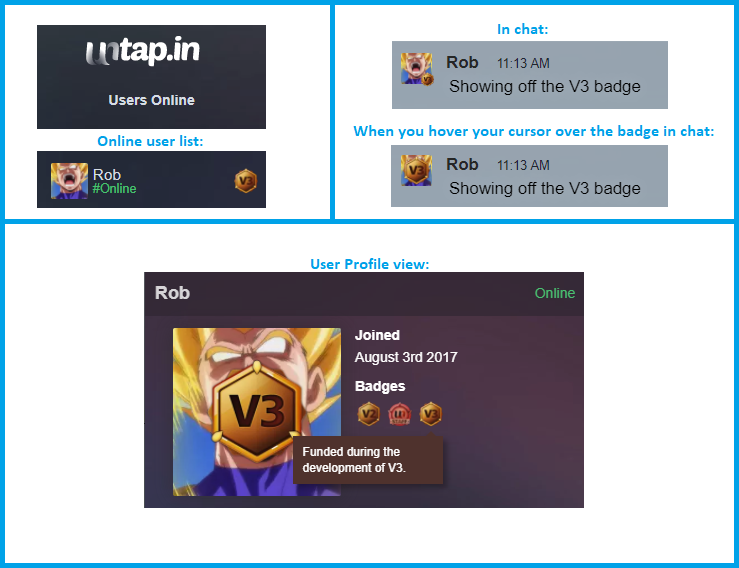 untap.in
Users Online
Online user list:
Rob
#Online
V3
In chat:
Rob 11:13 AM
Showing off the V3 badge
When you hover your cursor over the badge in chat:
V3
Rob 11:13 AM
Showing off the V3 badge
User Profile view:
Rob
Online
Joined
August 3rd 2017
Badges
V2
V3
V3
Funded during the
development of V3.